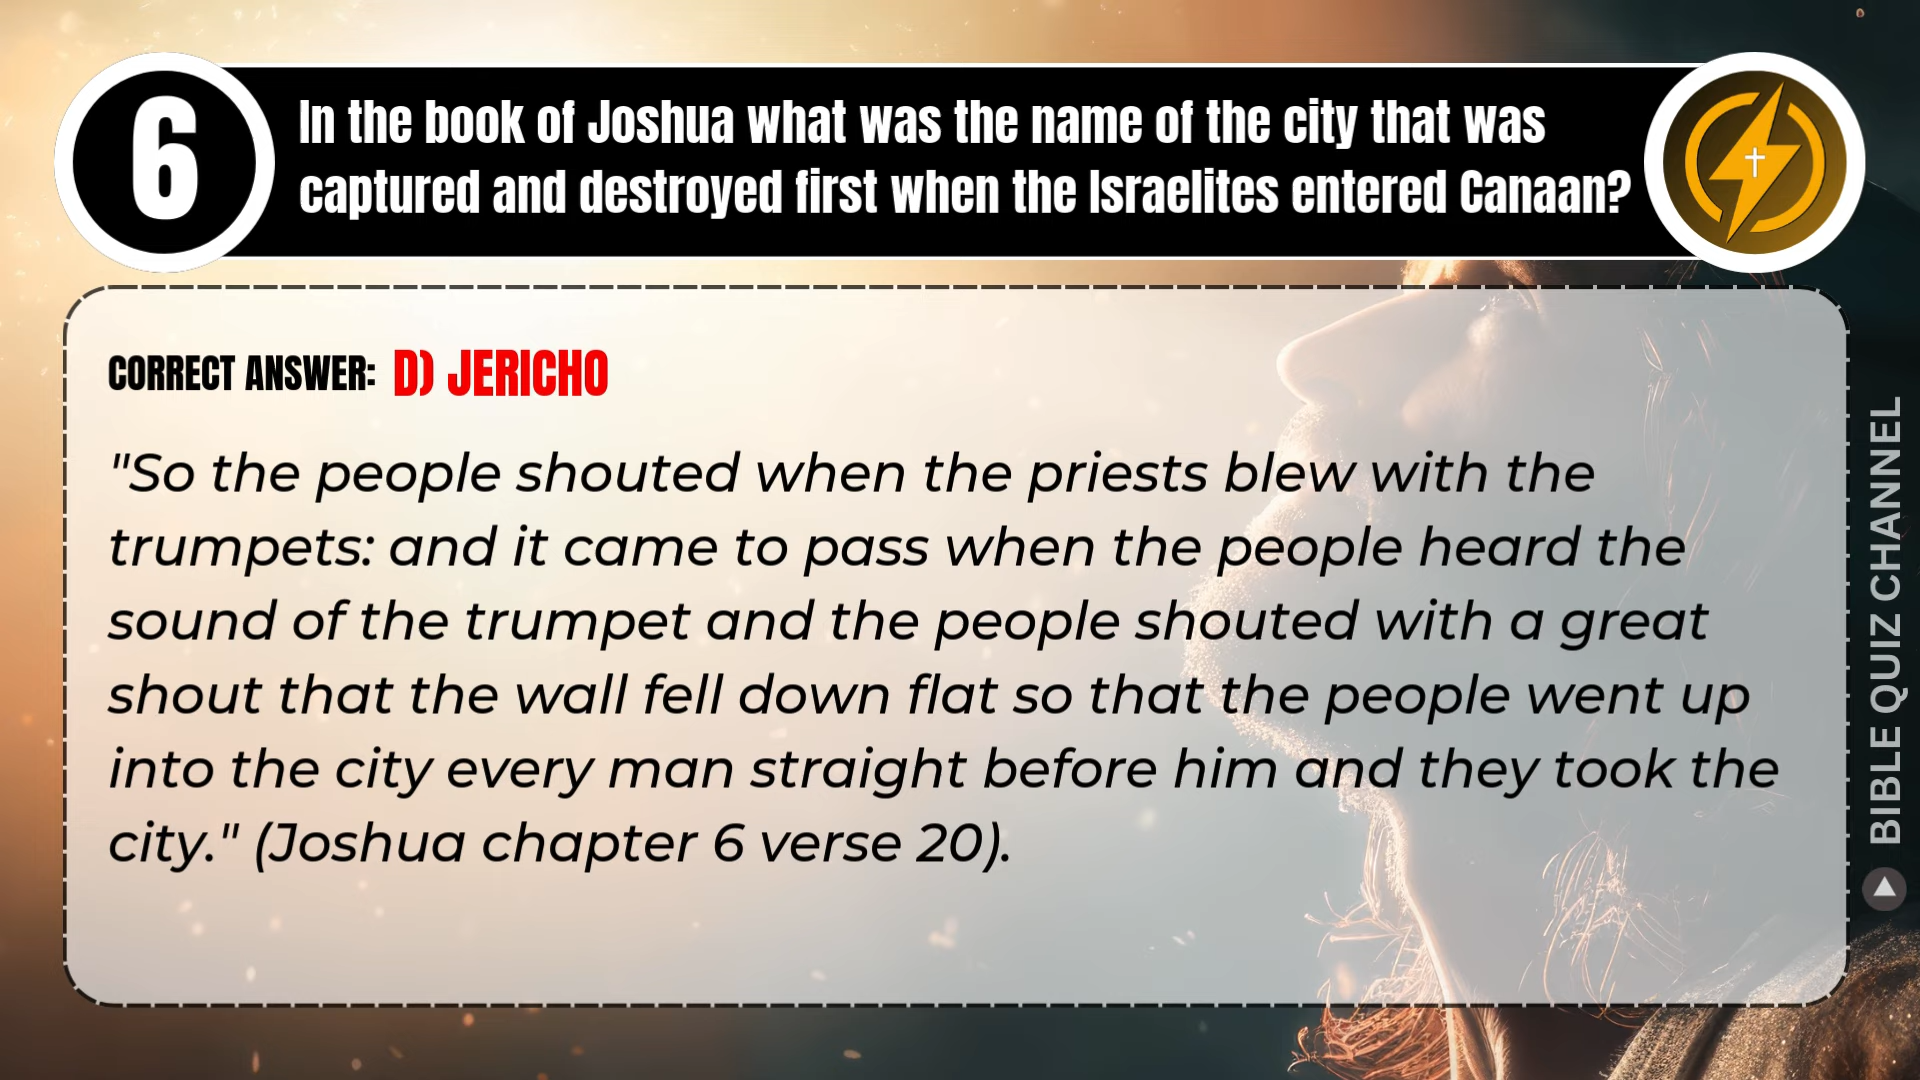 6
In the book of Joshua what was the name of the city that was
captured and destroyed first when the Israelites entered Canaan?
CORRECT ANSWER: D) JERICHO
"So the people shouted when the priests blew with the
trumpets: and it came to pass when the people heard the
sound of the trumpet and the people shouted with a great
shout that the wall fell down flat so that the people went up
into the city every man straight before him and they took the
city." (Joshua chapter 6 verse 20).
BIBLE QUIZ CHANNEL